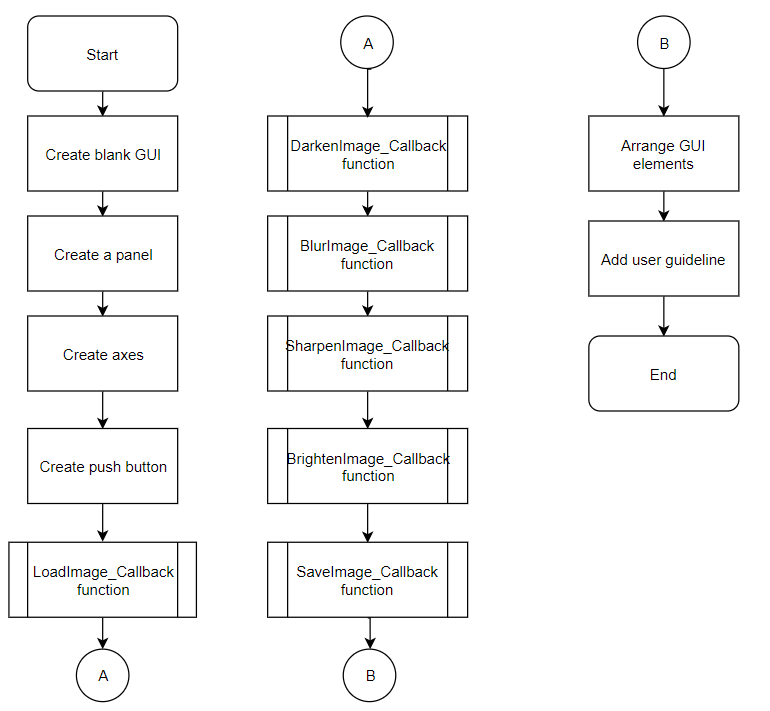 Start
Create blank GUI
Create a panel
Create axes
Create push button
LoadImage_Callback
function
A
A
DarkenImage_Callback
function
BlurImage_Callback
function
SharpenImage_Callback
function
BrightenImage_Callback
function
SaveImage_Callback
function
B
B
Arrange GUI
elements
Add user guideline
End